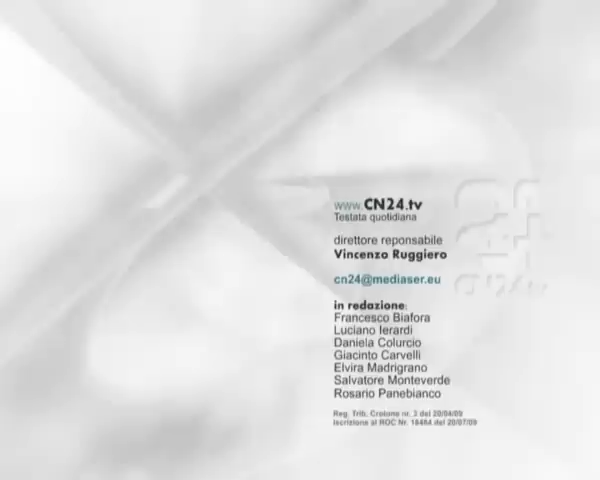 www.CN24.tv
Testata quotidiana
direttore reponsabile
Vincenzo Ruggiero
cn24@mediaser.eu
in redazione:
Francesco Biafora
Luciano Ierardi
Daniela Colurcio
Giacinto Carvelli
Elvira Madrigrano
Salvatore Monteverde
Rosario Panebianco
Reg. Trib. Crotone nr. 3 del 20/04/09
Iscrizione al ROC Nr. 18484 del 20/07/09